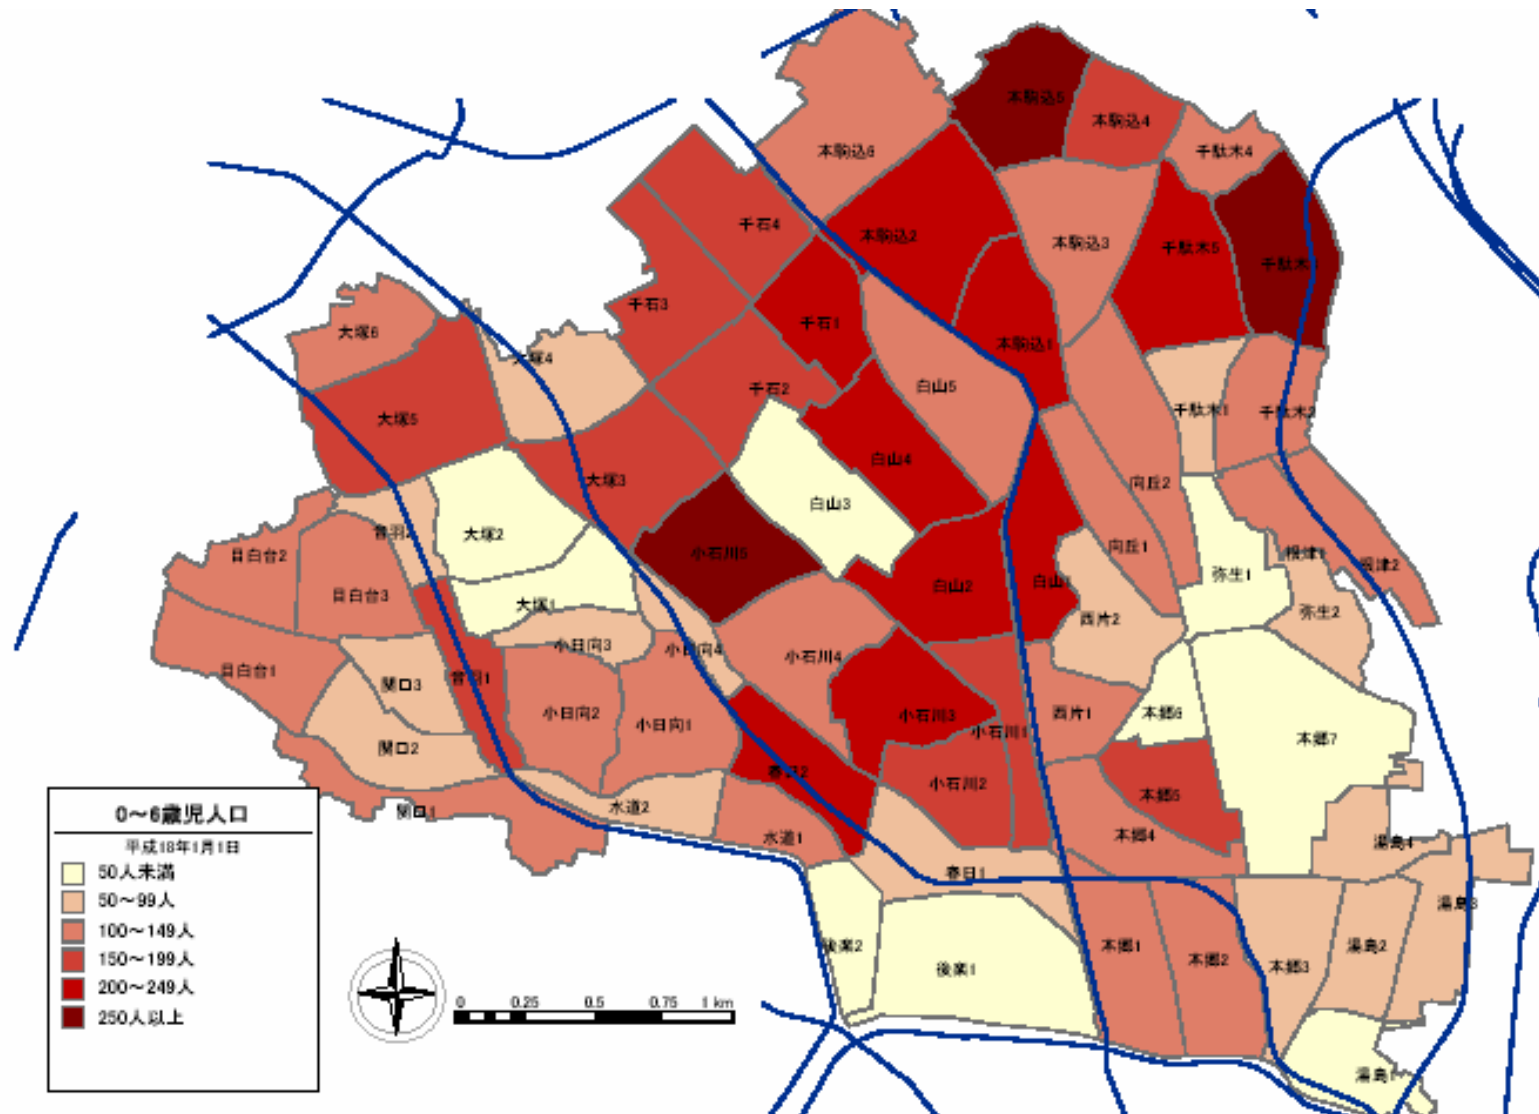 本駒込5
本駒込4
本駒込6
千駄木4
千石4
本駒込2
本駒込3
千駄木5
千駄木3
千石3
千石1
大塚6
本駒込1
大塚4
千石2
白山5
大塚5
千駄木1
千駄木2
白山4
大塚3
向丘2
白山3
音羽2
大塚2
向丘1
小石川5
目白台2
根津1
根津2
弥生1
白山1
白山2
目白台3
大塚1
弥生2
西片2
小日向3
小日向4
小石川4
目白台1
音羽1
関口3
小日向2
小日向1
小石川3
小石川1
西片1
本郷6
本郷7
関口2
春日2
小石川2
本郷5
水道2
関口1
水道1
本郷4
湯島4
春日1
湯島3
後楽2
後楽1
本郷1
本郷2
本郷3
湯島2
湯島1
0〜6歳児人口
平成18年1月1日
50人未満
50〜99人
100〜149人
150〜199人
200〜249人
250人以上
0 0.25 0.5 0.75 1 km